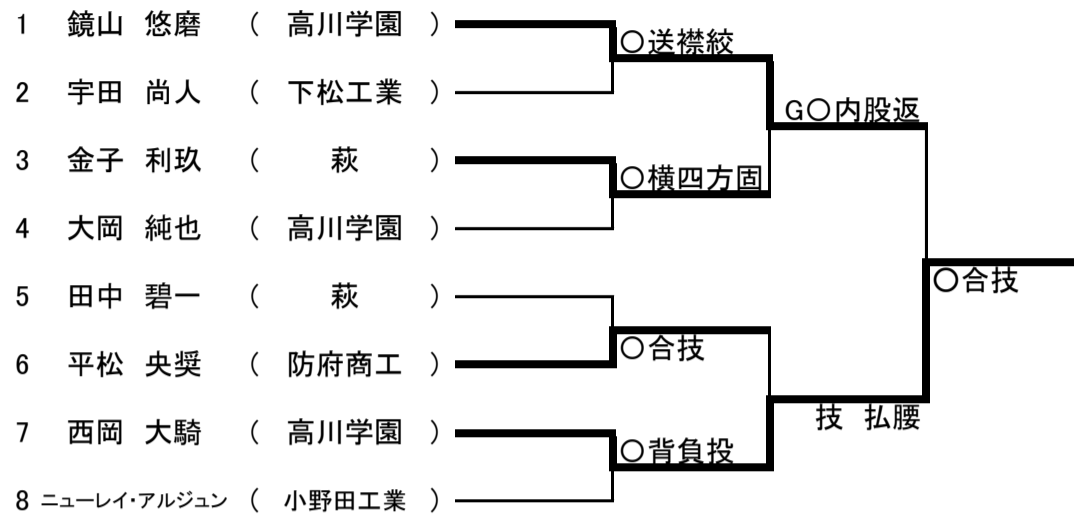 1 鏡山 悠磨 ( 高川学園 )
○送襟絞
2 宇田 尚人 ( 下松工業 )
G○内股返
3 金子 利玖 ( 萩 )
○横四方固
4 大岡 純也 ( 高川学園 )
○合技
5 田中 碧一 ( 萩 )
○合技
6 平松 央奨 ( 防府商工 )
技 払腰
7 西岡 大騎 ( 高川学園 )
○背負投
8 ニューレイ・アルジュン ( 小野田工業 )